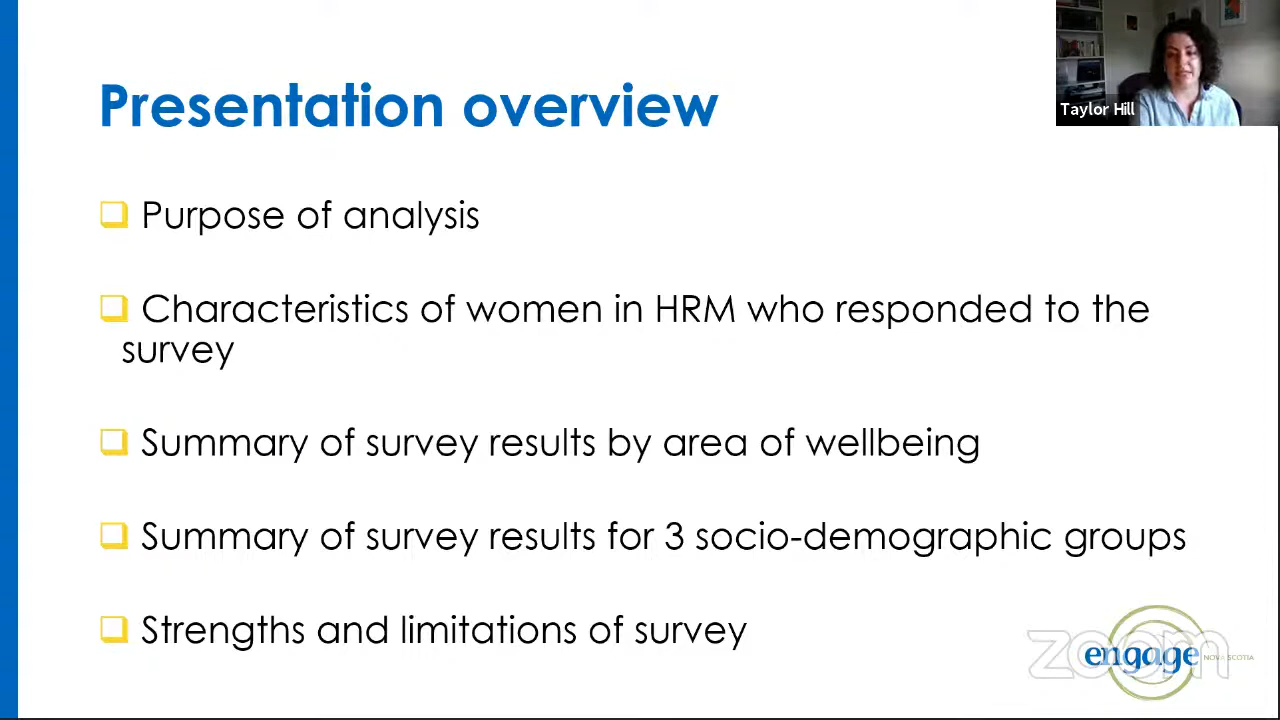 Presentation overview
Taylor Hill
Purpose of analysis
Characteristics of women in HRM who responded to the
survey
Summary of survey results by area of wellbeing
Summary of survey results for 3 socio-demographic groups
Strengths and limitations of survey
zoom
engage NOVA SCOTIA